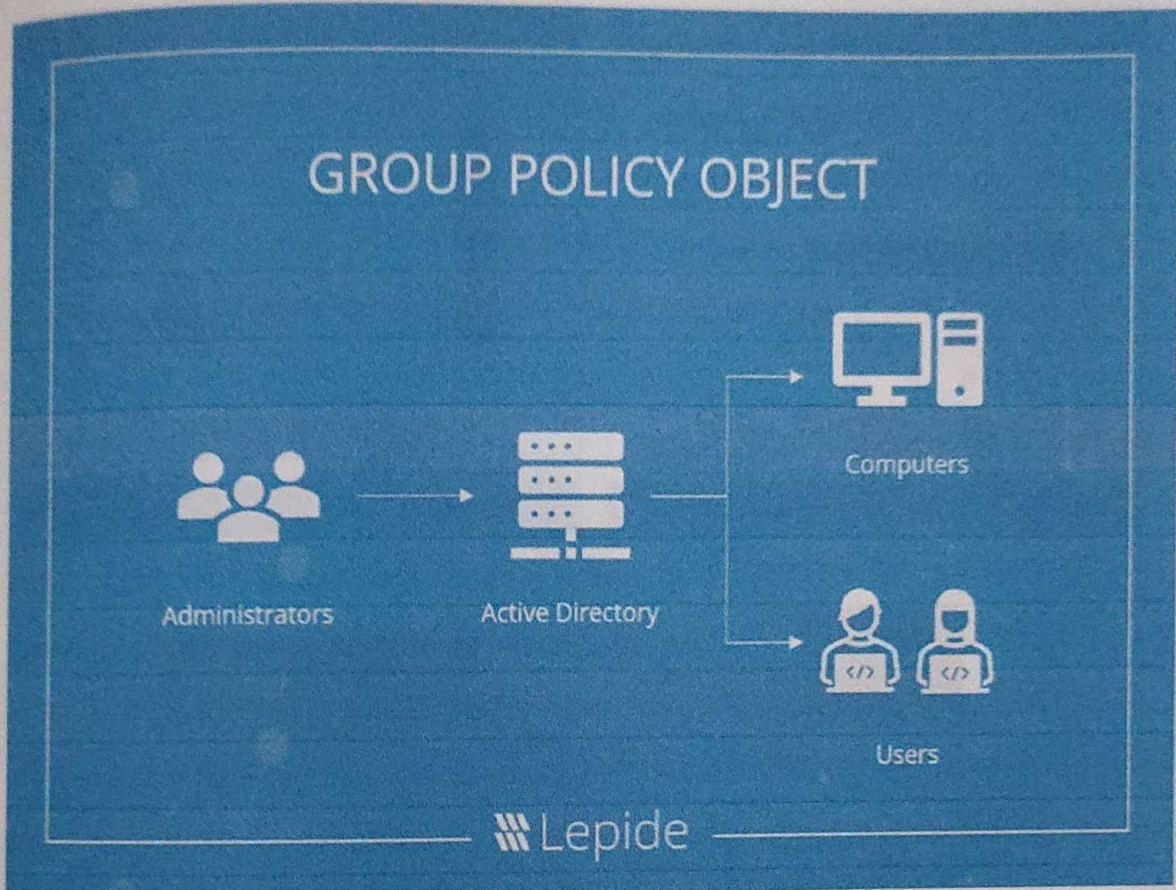 GROUP POLICY OBJECT
Computers
Administrators
Active Directory
</>
</>
Users
Lepide